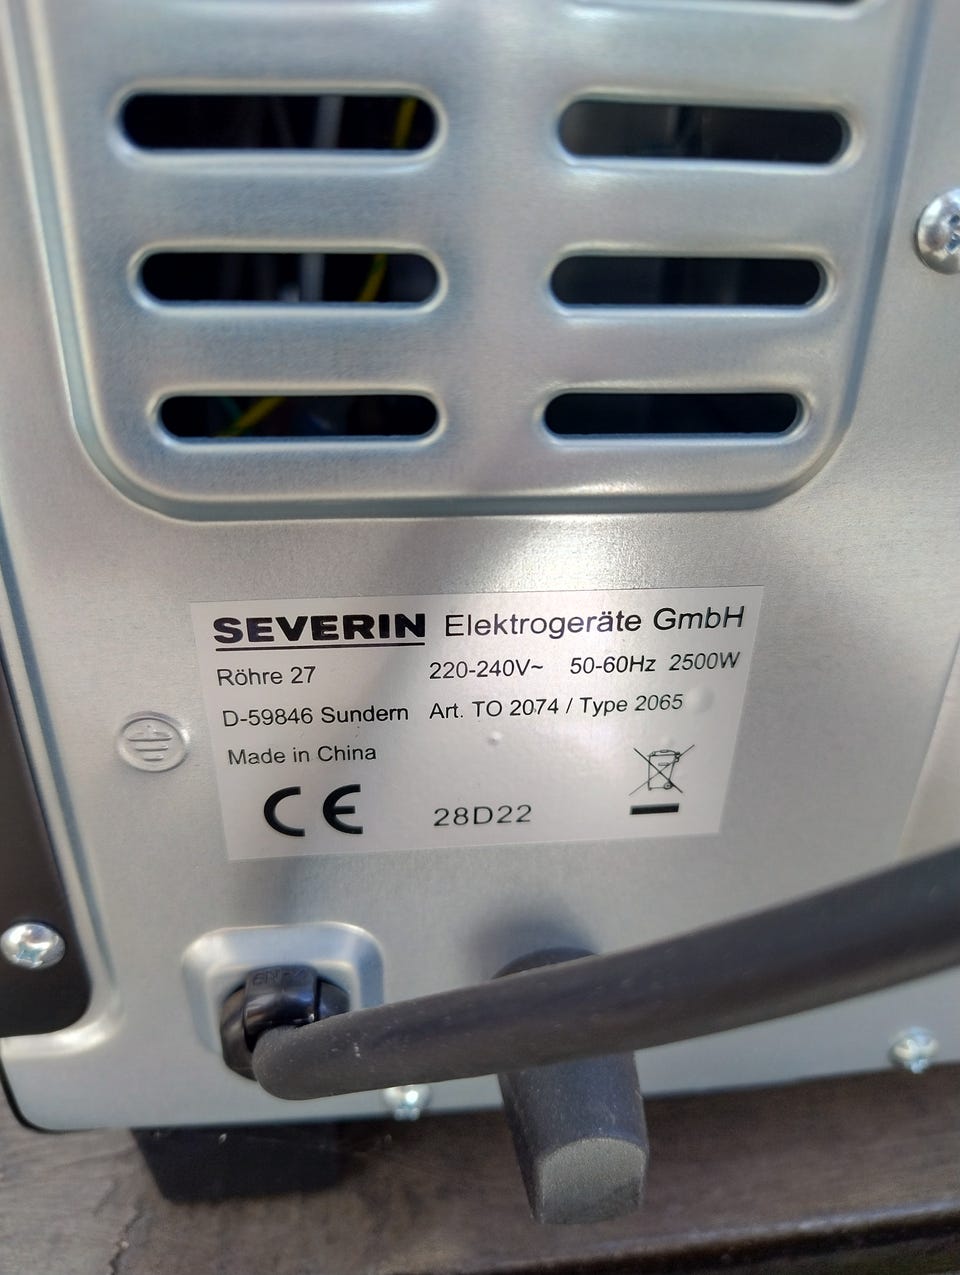 SEVERIN Elektrogeräte GmbH
Röhre 27 220-240V~ 50-60Hz 2500W
D-59846 Sundern Art. TO 2074 / Type 2065
Made in China
CE 28D22